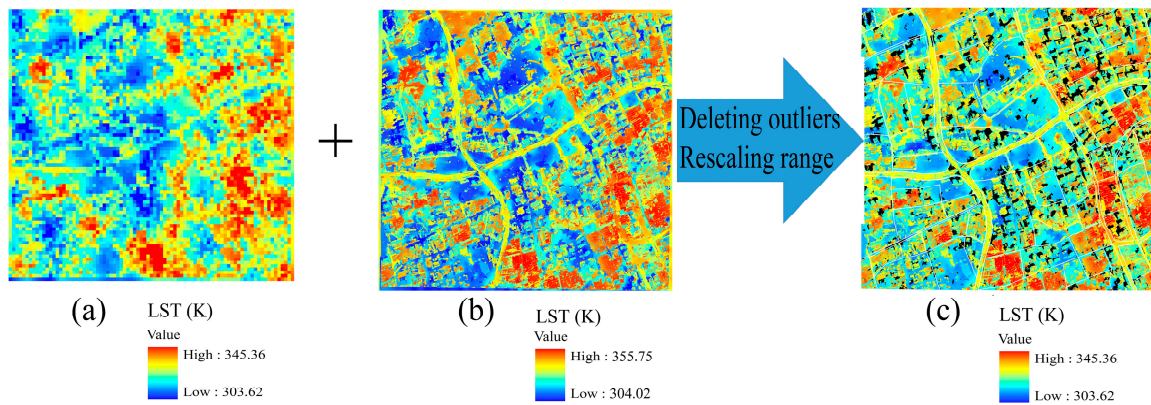 +
Deleting outliers
Rescaling range
(a)
LST (K)
Value
High : 345.36
Low : 303.62
(b)
LST (K)
Value
High : 355.75
Low : 304.02
(c)
LST (K)
Value
High : 345.36
Low : 303.62